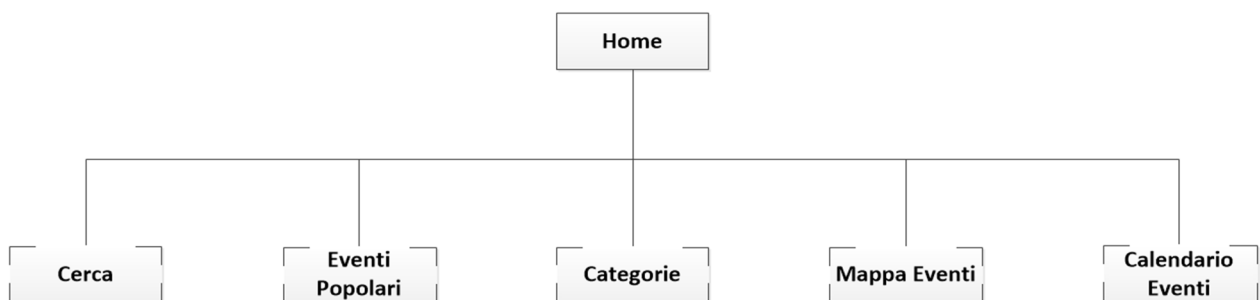 Home
Cerca
Eventi
Popolari
Categorie
Mappa Eventi
Calendario
Eventi